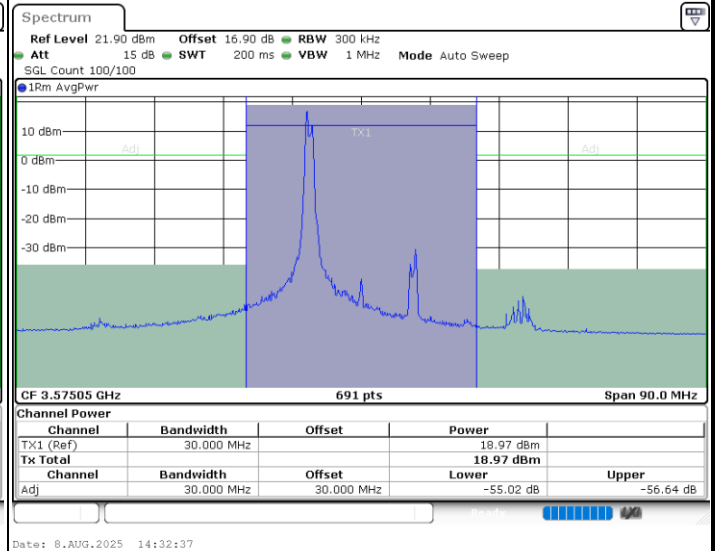 Spectrum
Ref Level 21.90 dBm Offset 16.90 dB RBW 300 kHz
Att 15 dB SWT 200 ms VBW 1 MHz Mode Auto Sweep
SGL Count 100/100
1Rm AvgPwr
10 dBm
TX1
Adj
Adj
0 dBm
-10 dBm
-20 dBm
-30 dBm
CF 3.57505 GHz 691 pts Span 90.0 MHz
Channel Power
Channel Bandwidth Offset Power
TX1 (Ref) 30.000 MHz 18.97 dBm
Tx Total 18.97 dBm
Channel Bandwidth Offset Lower Upper
Adj 30.000 MHz 30.000 MHz -55.02 dB -56.64 dB
Ready
Date: 8.AUG.2025 14:32:37